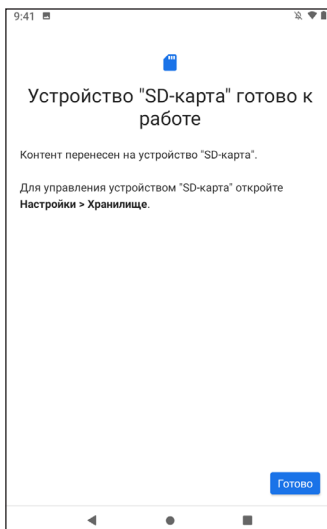 9:41
Устройство "SD-карта" готово к
работе
Контент перенесен на устройство "SD-карта".
Для управления устройством "SD-карта" откройте
Настройки > Хранилище.
Готово